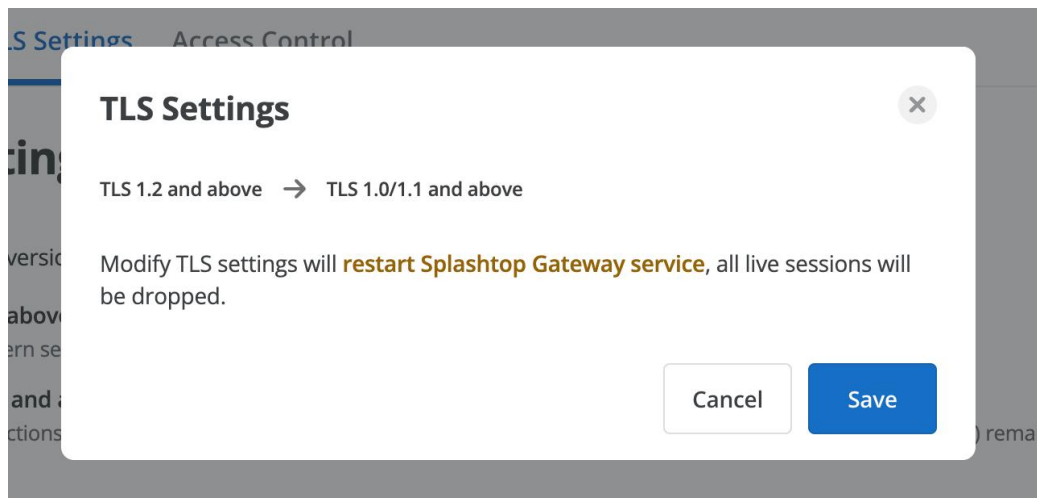 LS Settings Access Control
TLS Settings
TLS 1.2 and above → TLS 1.0/1.1 and above
Modify TLS settings will restart Splashtop Gateway service, all live sessions will
be dropped.
and
Cancel Save